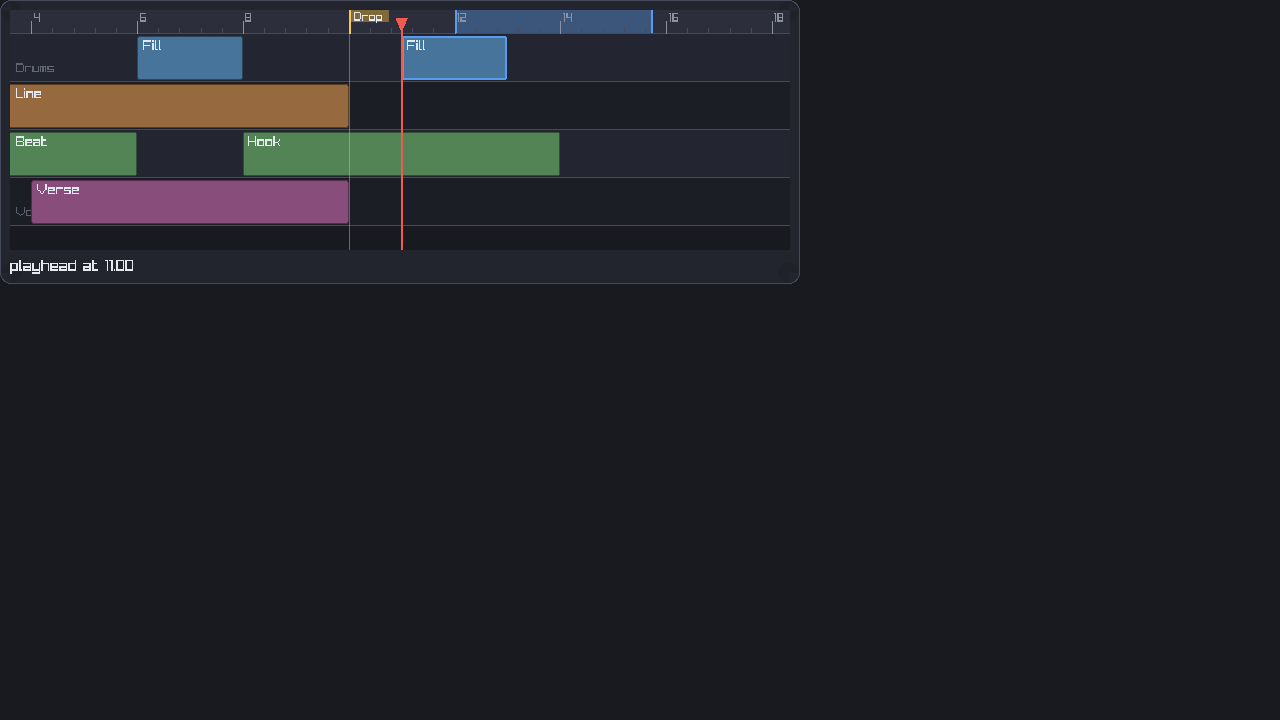 4 6 8 Drop 12 14 16 18
Fill Fill
Drums
Line
Beat Hook
Verse
Vo
playhead at 11.00